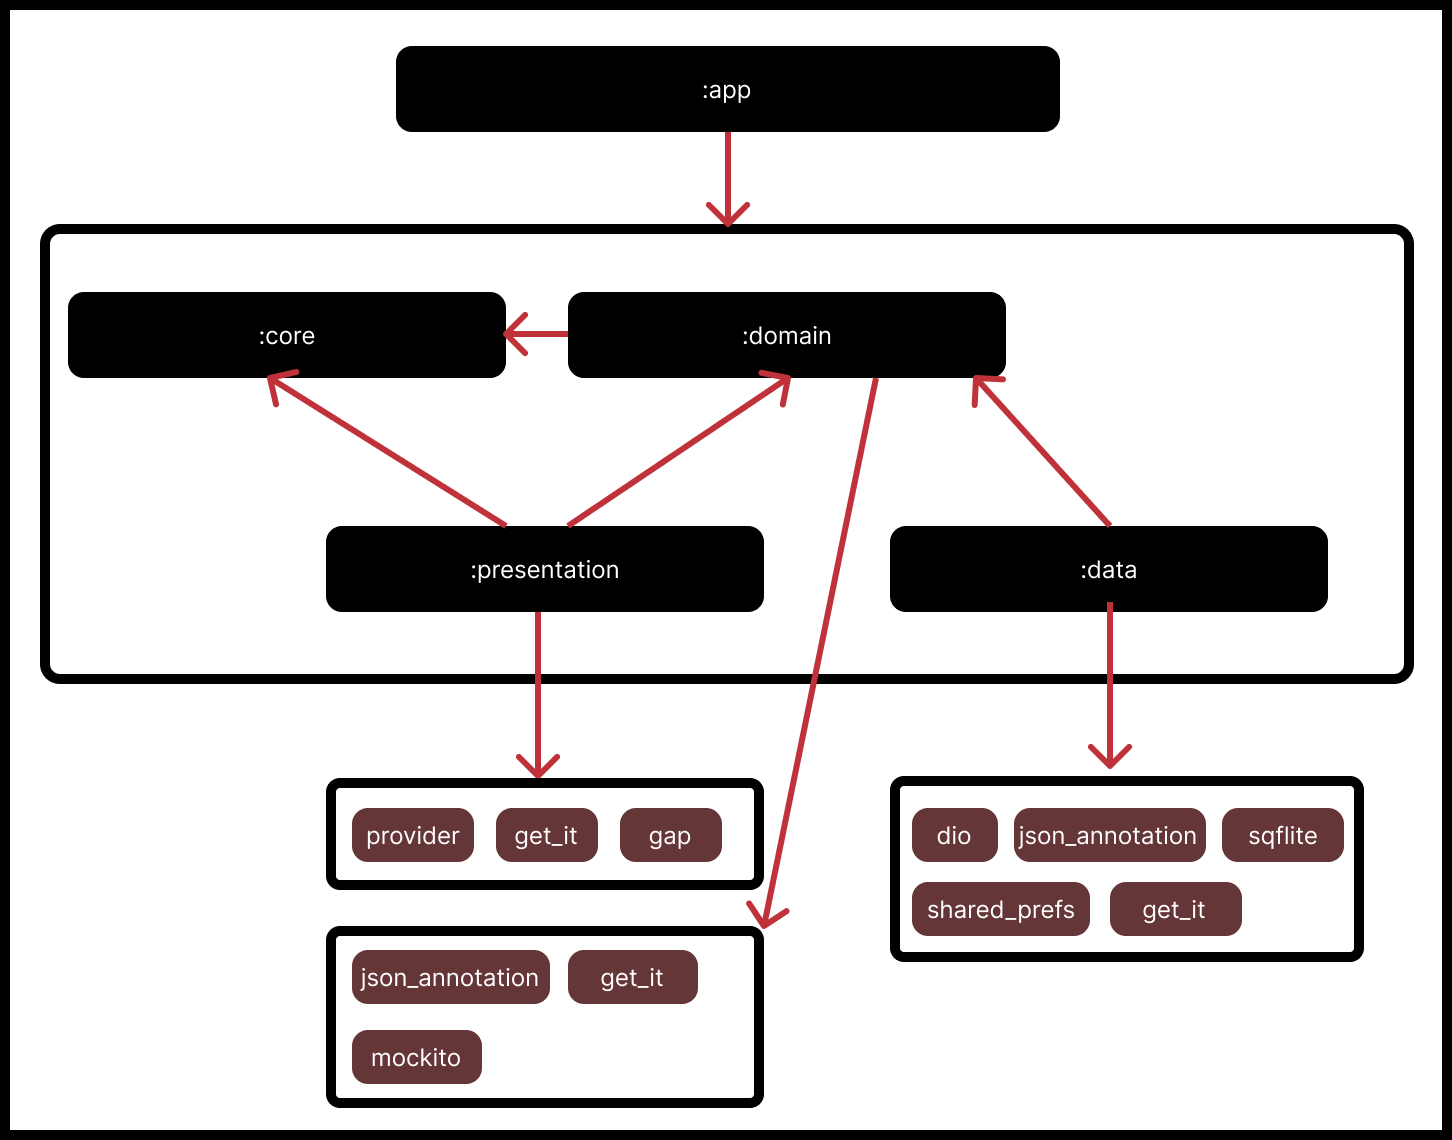 :app
:core
:domain
:presentation
:data
provider
get_it
gap
dio
json_annotation
sqflite
shared_prefs
get_it
json_annotation
get_it
mockito